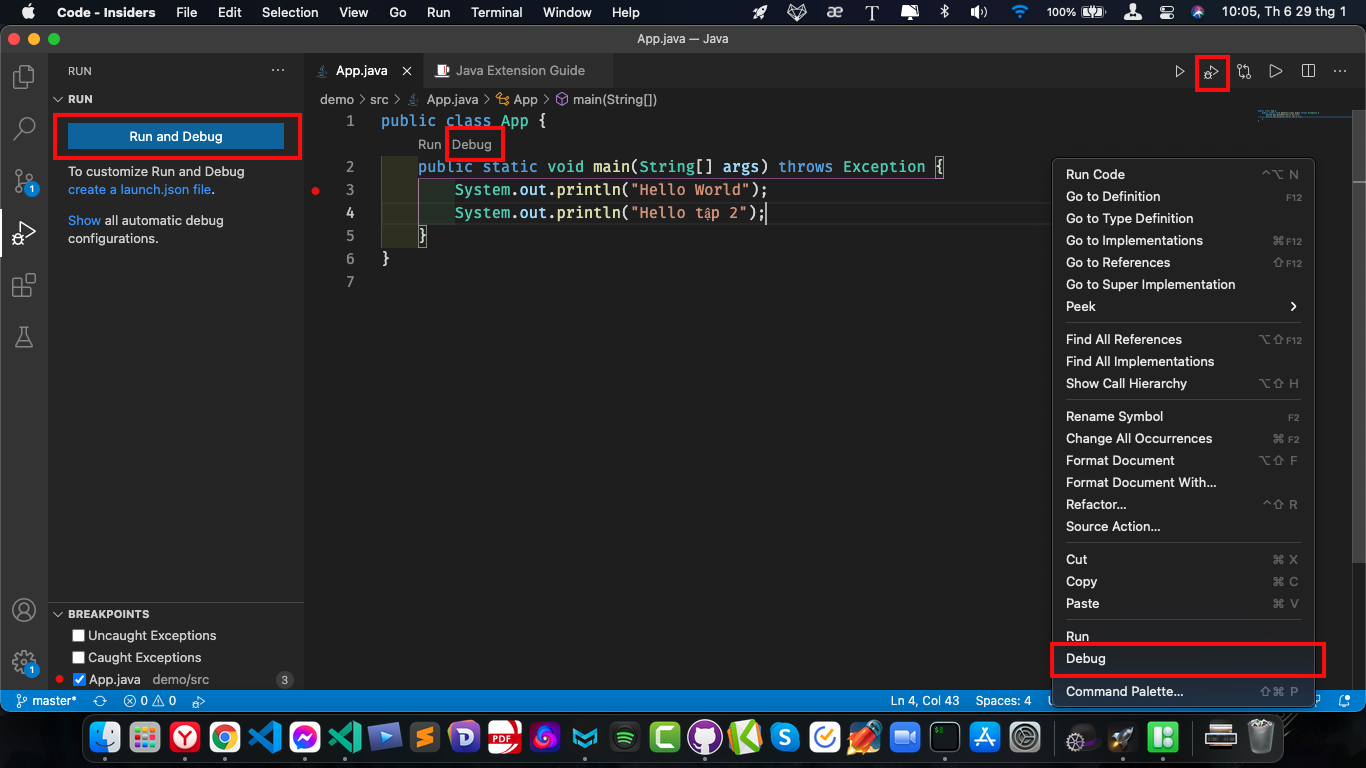 Code - Insiders File Edit Selection View Go Run Terminal Window Help 100% 10:05, Th 6 29 thg 1
App.java — Java
RUN
RUN
Run and Debug
To customize Run and Debug
create a launch.json file.
Show all automatic debug
configurations.
BREAKPOINTS
Uncaught Exceptions
Caught Exceptions
App.java demo/src 3
App.java Java Extension Guide
demo > src > App.java > App > main(String[])
1 public class App {
Run Debug
2 public static void main(String[] args) throws Exception {
3 System.out.println("Hello World");
4 System.out.println("Hello tập 2");
5 }
6 }
7
Run Code ⌃⌥ N
Go to Definition F12
Go to Type Definition
Go to Implementations ⌘F12
Go to References ⇧F12
Go to Super Implementation
Peek
Find All References ⌥⇧F12
Find All Implementations
Show Call Hierarchy ⌥⇧ H
Rename Symbol F2
Change All Occurrences ⌘F2
Format Document ⌥⇧ F
Format Document With...
Refactor... ⌃⇧ R
Source Action...
Cut ⌘ X
Copy ⌘ C
Paste ⌘ V
Run
Debug
Command Palette... ⇧⌘ P
1
1
master* 0 0 Ln 4, Col 43 Spaces: 4
PDF